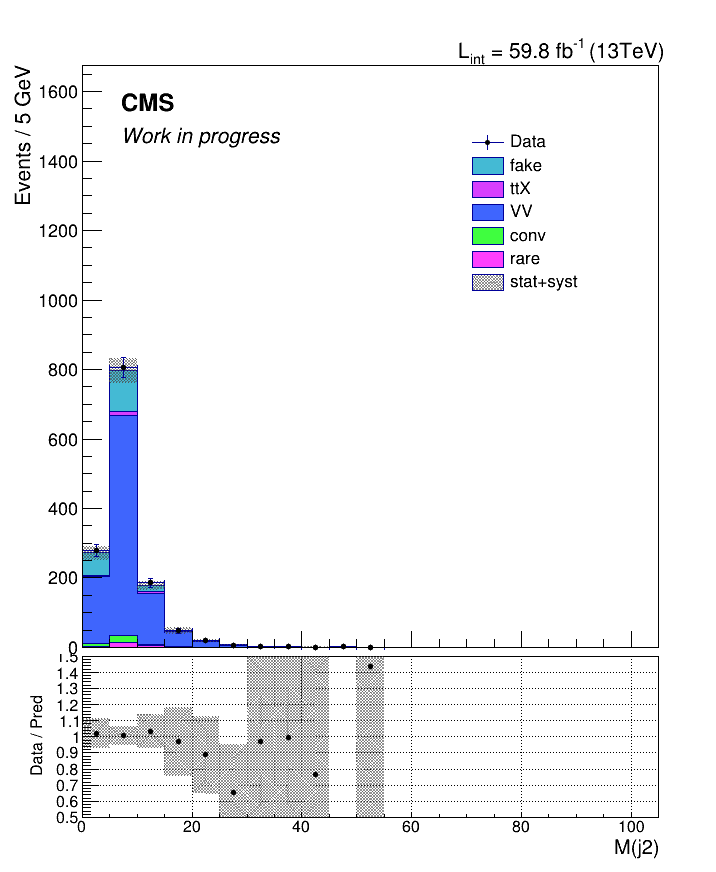 L_int = 59.8 fb^-1 (13TeV)
Events / 5 GeV
CMS
Work in progress
Data
fake
ttX
VV
conv
rare
stat+syst
1600
1400
1200
1000
800
600
400
200
0
Data / Pred
1.5
1.4
1.3
1.2
1.1
1
0.9
0.8
0.7
0.6
0.5
0 20 40 60 80 100
M(j2)